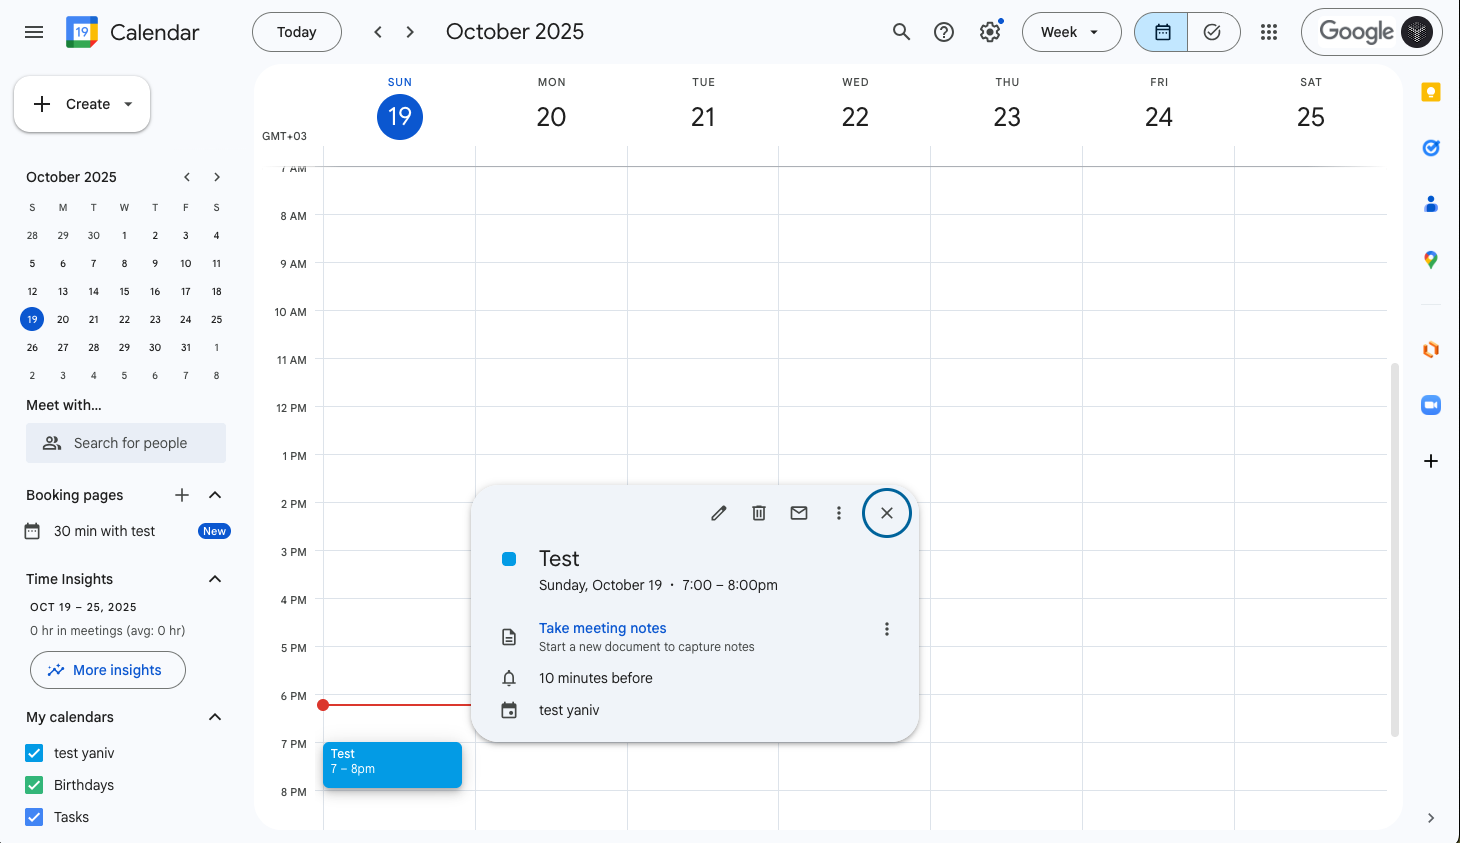 19 Calendar Today October 2025 Week Google
Create
October 2025
S M T W T F S
28 29 30 1 2 3 4
5 6 7 8 9 10 11
12 13 14 15 16 17 18
19 20 21 22 23 24 25
26 27 28 29 30 31 1
2 3 4 5 6 7 8
Meet with...
Search for people
Booking pages
30 min with test New
Time Insights
OCT 19 – 25, 2025
0 hr in meetings (avg: 0 hr)
More insights
My calendars
test yaniv
Birthdays
Tasks
SUN MON TUE WED THU FRI SAT
19 20 21 22 23 24 25
GMT+03
7 AM
8 AM
9 AM
10 AM
11 AM
12 PM
1 PM
2 PM
3 PM
4 PM
5 PM
6 PM
7 PM
8 PM
Test
7 – 8pm
Test
Sunday, October 19 · 7:00 – 8:00pm
Take meeting notes
Start a new document to capture notes
10 minutes before
test yaniv